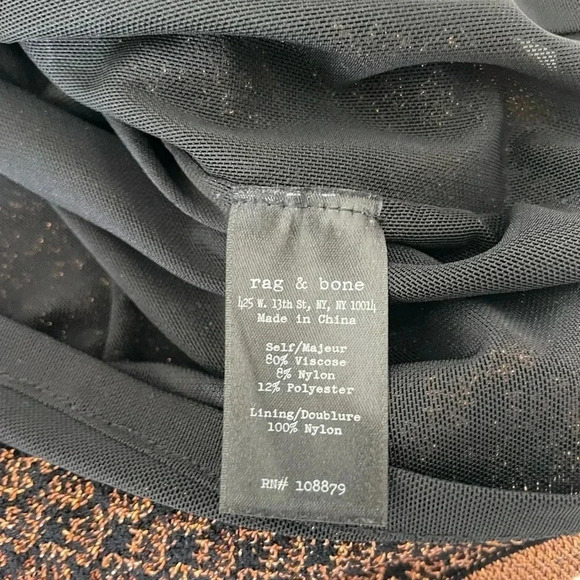 rag & bone
425 W. 13th St, NY, NY 10014
Made in China
Self/Majeur
80% Viscose
8% Nylon
12% Polyester
Lining/Doublure
100% Nylon
RN# 108879